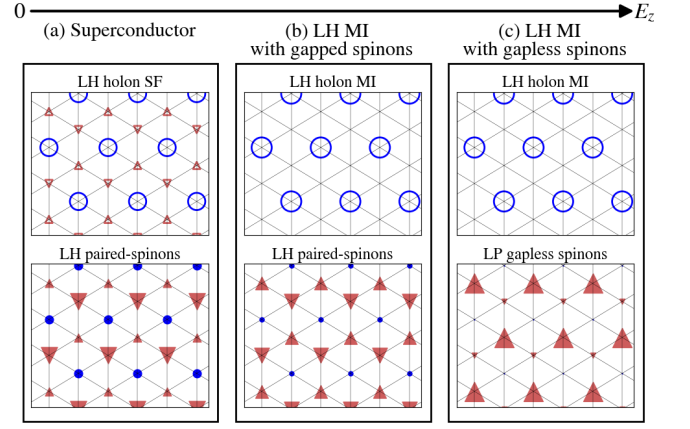 0
E_z
(a) Superconductor
LH holon SF
LH paired-spinons
(b) LH MI
with gapped spinons
LH holon MI
LH paired-spinons
(c) LH MI
with gapless spinons
LH holon MI
LP gapless spinons